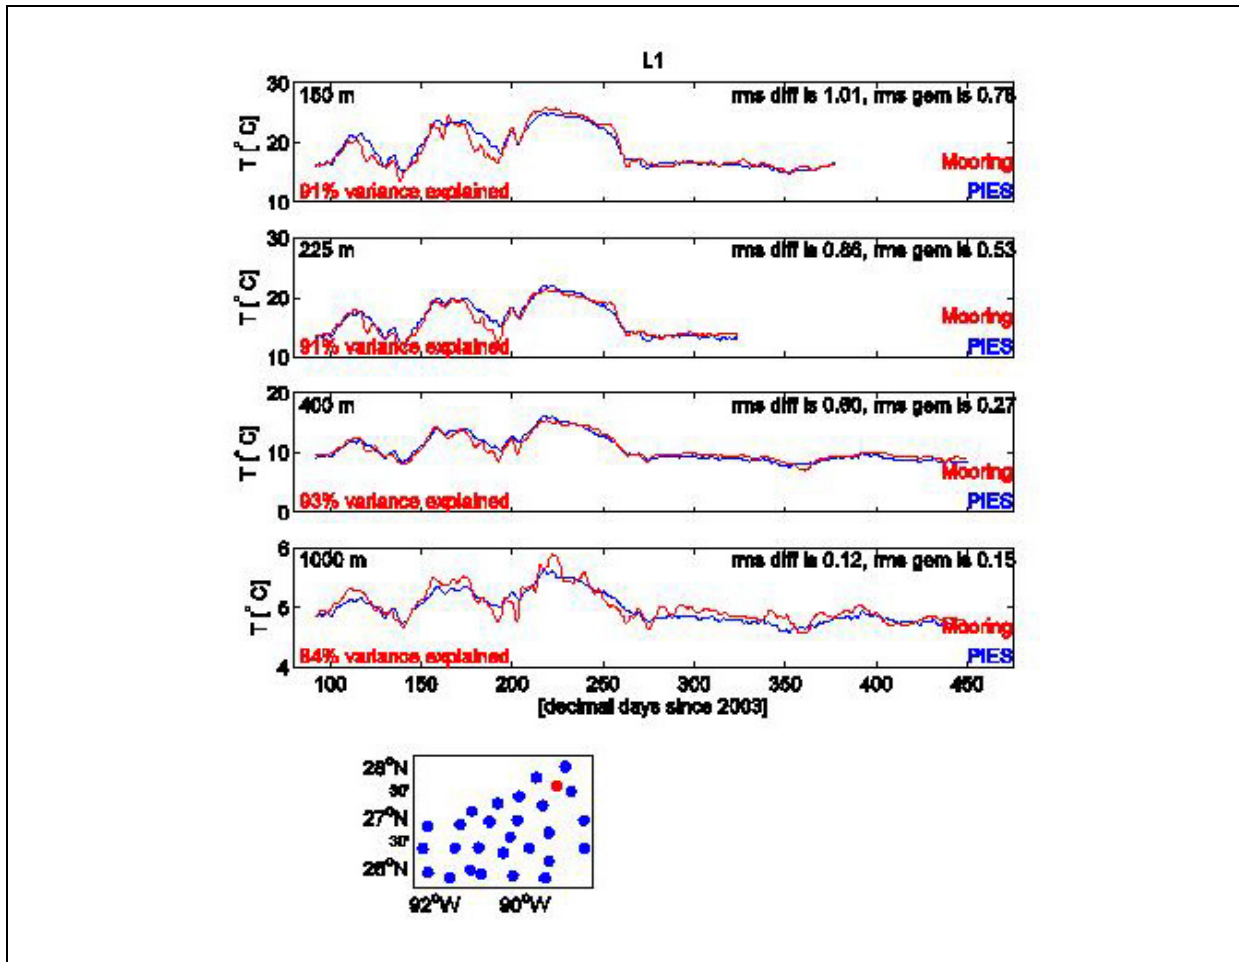 L1
30
150 m
rms diff is 1.01, rms gem is 0.78
T [°C]
20
Mooring
91% variance explained
PIES
10
30
225 m
rms diff is 0.86, rms gem is 0.53
T [°C]
20
Mooring
91% variance explained
PIES
10
20
400 m
rms diff is 0.60, rms gem is 0.27
T [°C]
10
Mooring
93% variance explained
PIES
0
6
1000 m
rms diff is 0.12, rms gem is 0.15
T [°C]
5
Mooring
84% variance explained
PIES
4
100 150 200 250 300 350 400 450
[decimal days since 2003]
28°N
30'
27°N
30'
26°N
92°W 90°W